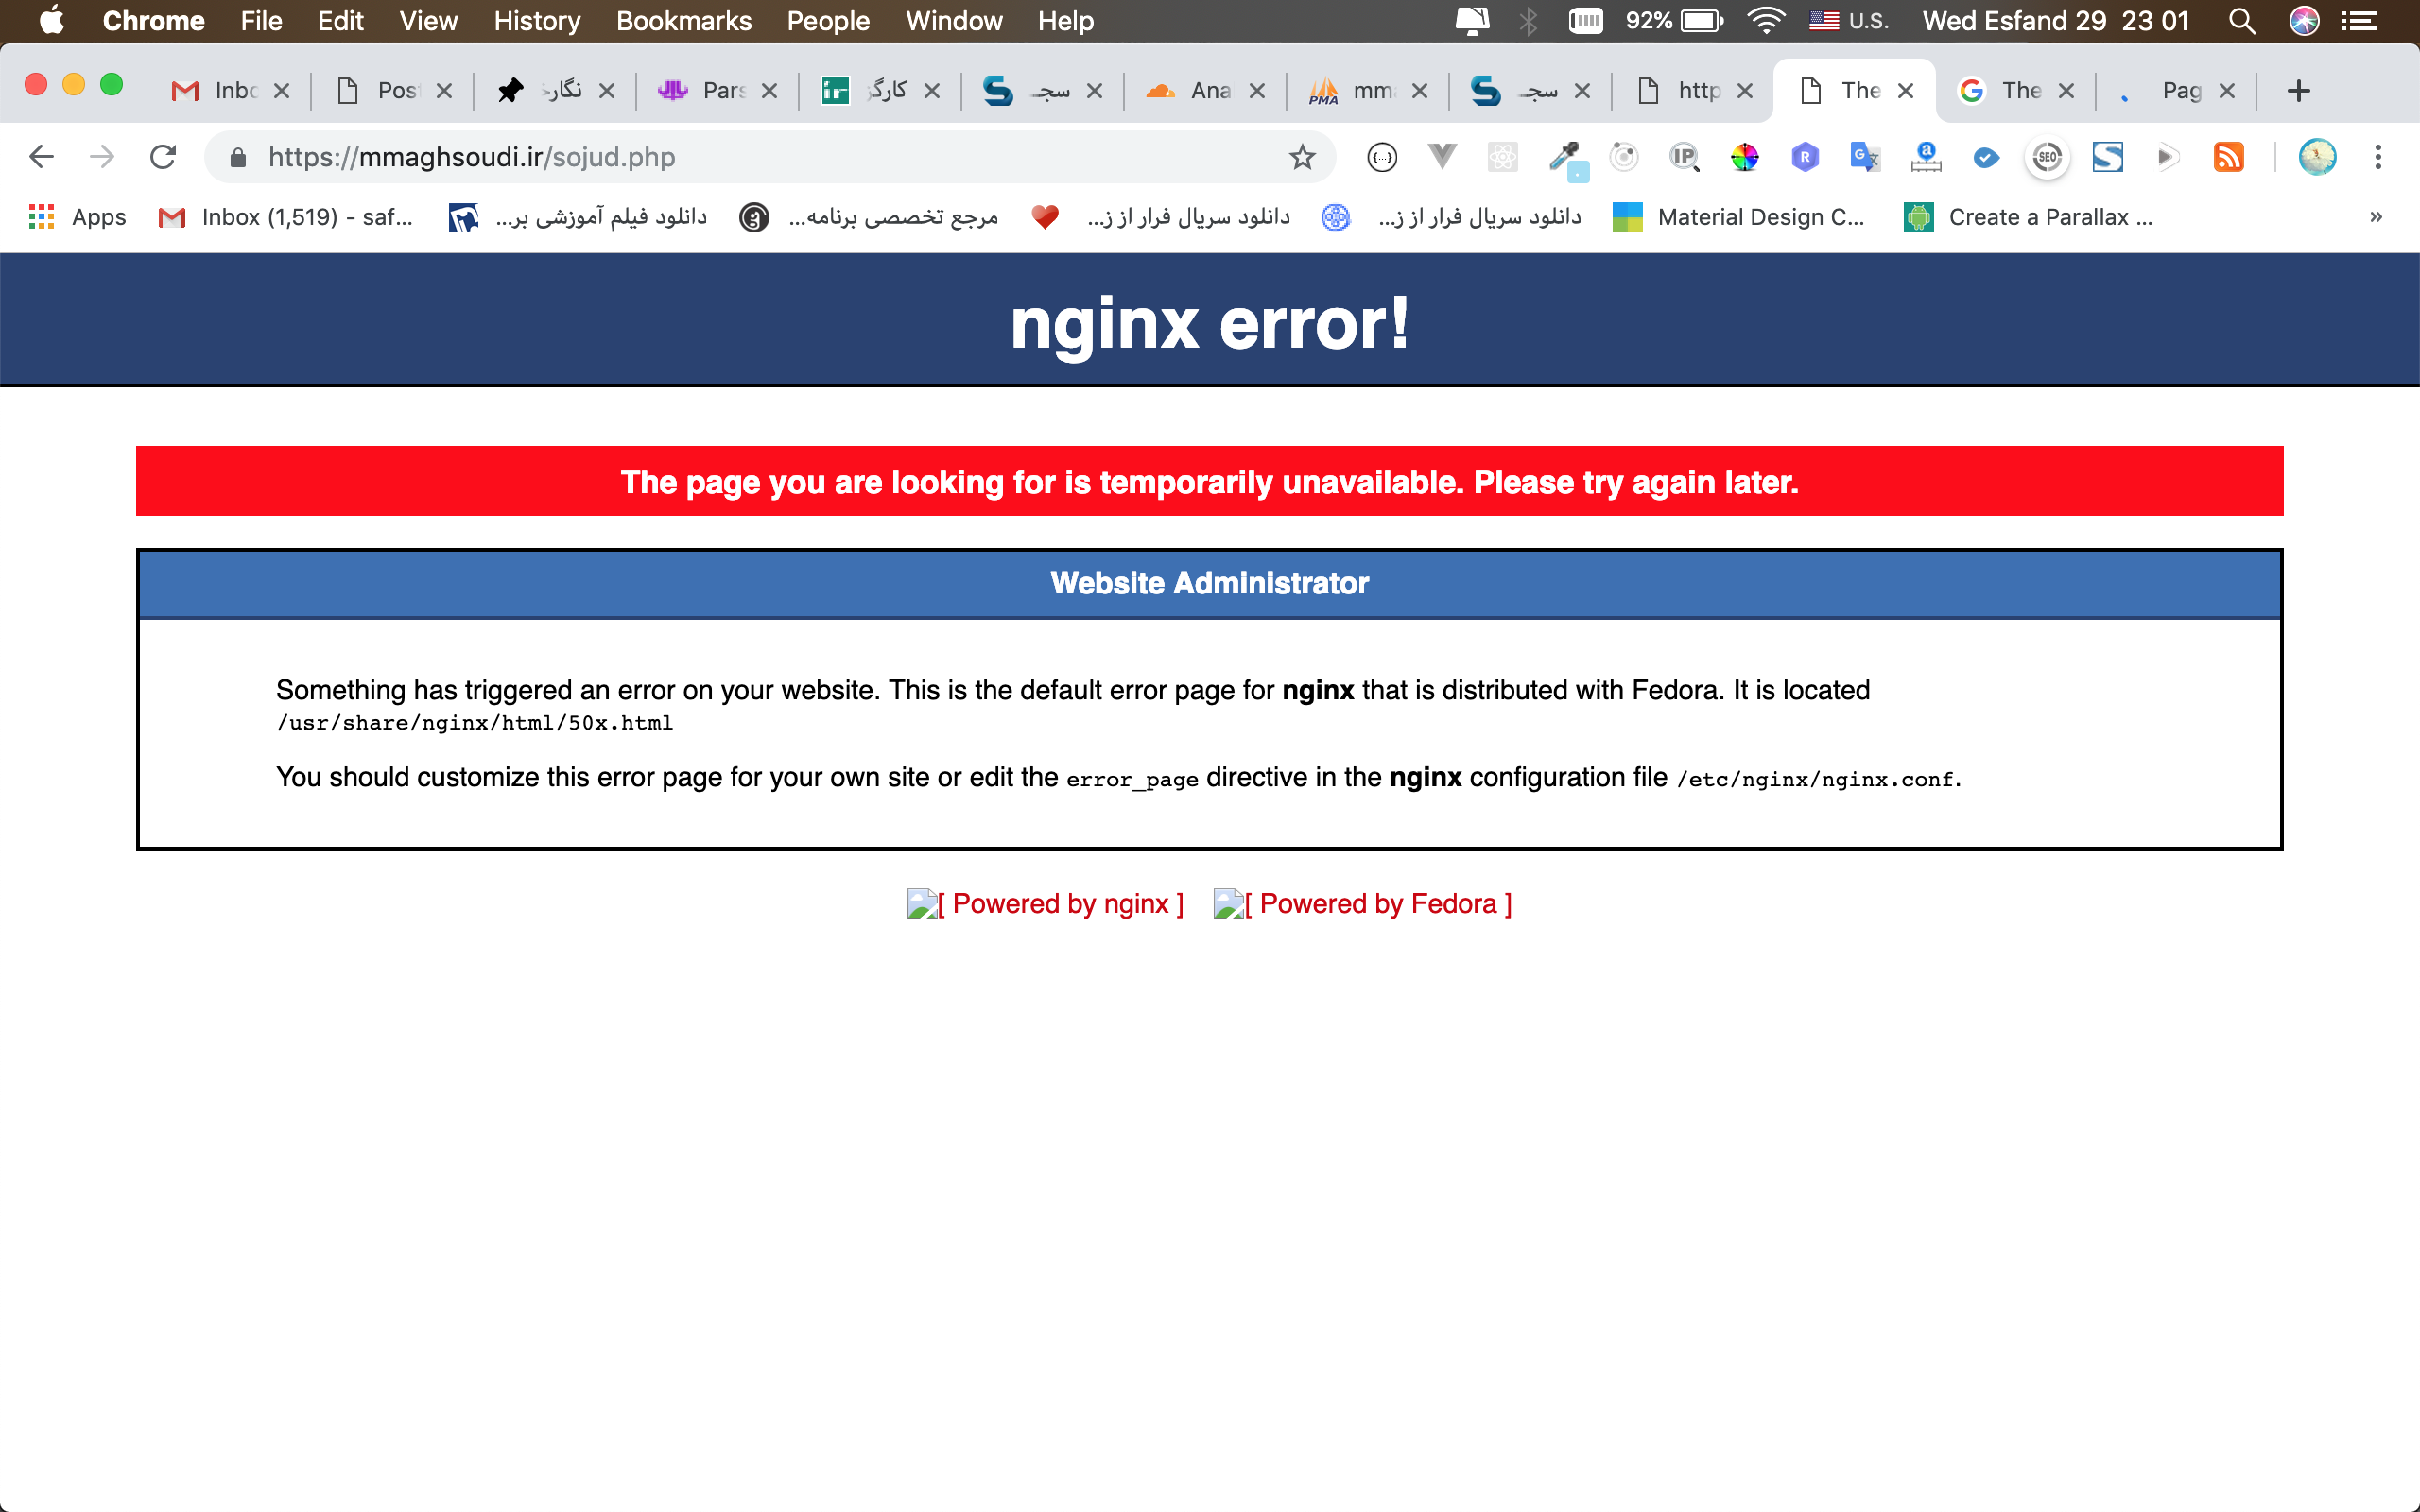 Chrome File Edit View History Bookmarks People Window Help 92% U.S. Wed Esfand 29 23 01
Inbo Post نگارخ Pars کارگز سجـ Ana PMA mma سجـ http The The Pag
https://mmaghsoudi.ir/sojud.php
Apps Inbox (1,519) - saf... دانلود فیلم آموزشی بر... مرجع تخصصی برنامه... دانلود سریال فرار از ز... دانلود سریال فرار از ز... Material Design C... Create a Parallax ... »
nginx error!
The page you are looking for is temporarily unavailable. Please try again later.
Website Administrator
Something has triggered an error on your website. This is the default error page for nginx that is distributed with Fedora. It is located
/usr/share/nginx/html/50x.html
You should customize this error page for your own site or edit the error_page directive in the nginx configuration file /etc/nginx/nginx.conf.
[ Powered by nginx ] [ Powered by Fedora ]